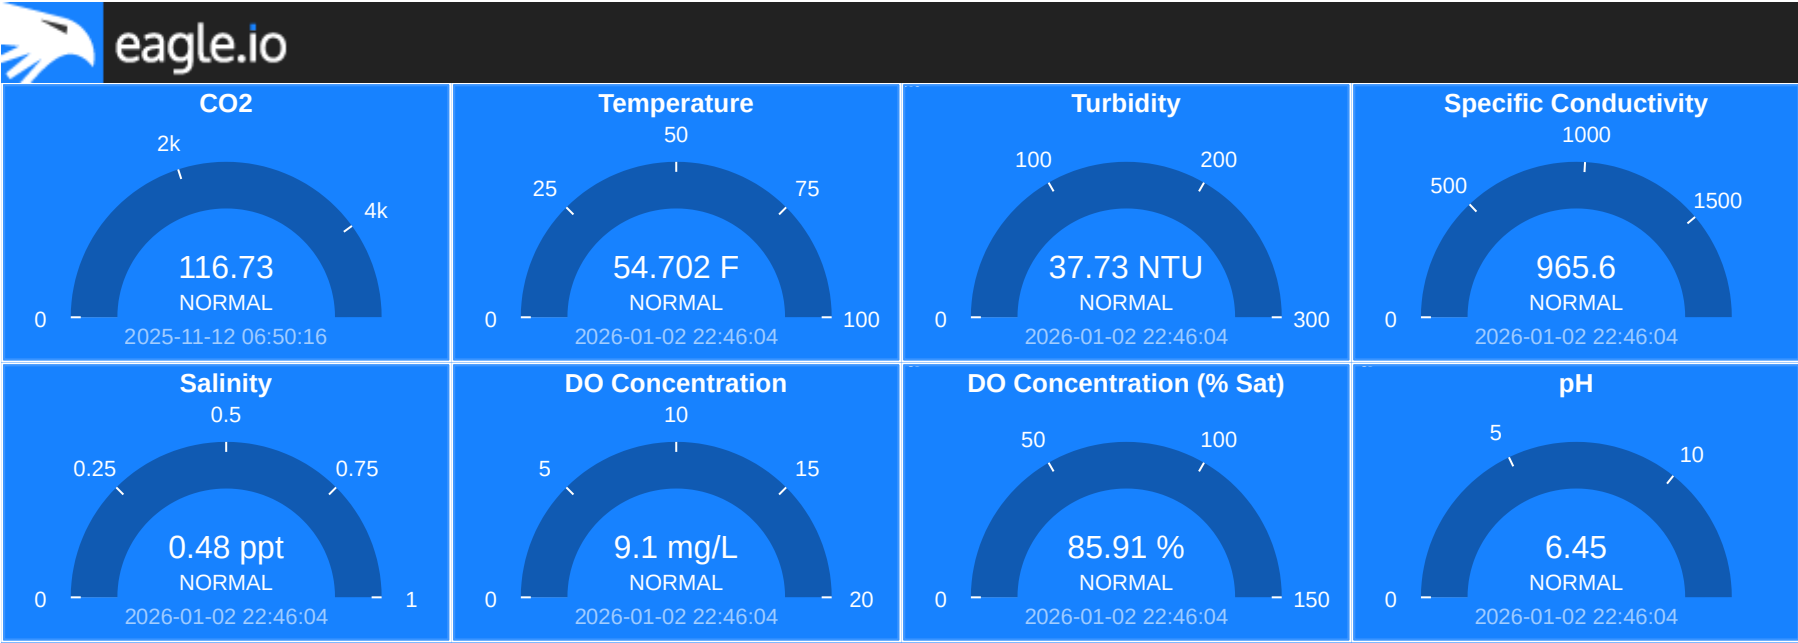 eagle.io
CO2
2k
4k
116.73
NORMAL
0
2025-11-12 06:50:16
Temperature
50
25
75
54.702 F
NORMAL
0
100
2026-01-02 22:46:04
Turbidity
100
200
37.73 NTU
NORMAL
0
300
2026-01-02 22:46:04
Specific Conductivity
1000
500
1500
965.6
NORMAL
0
2026-01-02 22:46:04
Salinity
0.5
0.25
0.75
0.48 ppt
NORMAL
0
1
2026-01-02 22:46:04
DO Concentration
10
5
15
9.1 mg/L
NORMAL
0
20
2026-01-02 22:46:04
DO Concentration (% Sat)
50
100
85.91 %
NORMAL
0
150
2026-01-02 22:46:04
pH
5
10
6.45
NORMAL
0
2026-01-02 22:46:04